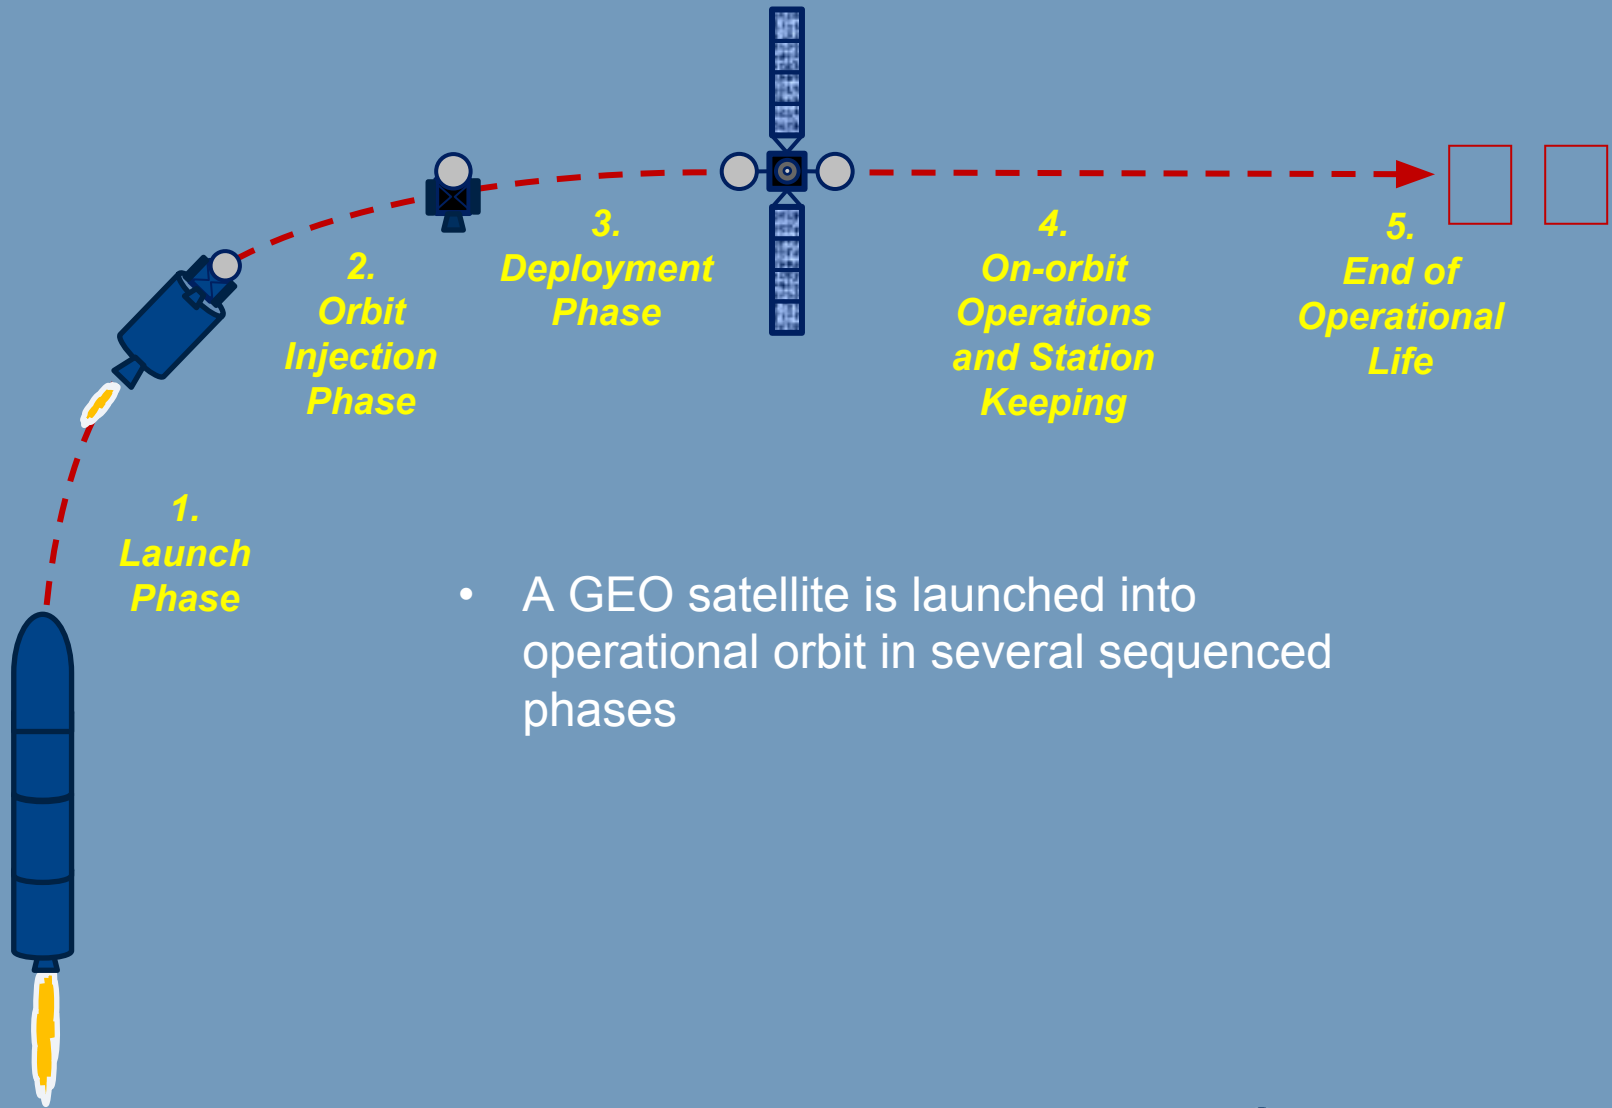 1.
Launch
Phase
2.
Orbit
Injection
Phase
3.
Deployment
Phase
4.
On-orbit
Operations
and Station
Keeping
5.
End of
Operational
Life
• A GEO satellite is launched into
operational orbit in several sequenced
phases